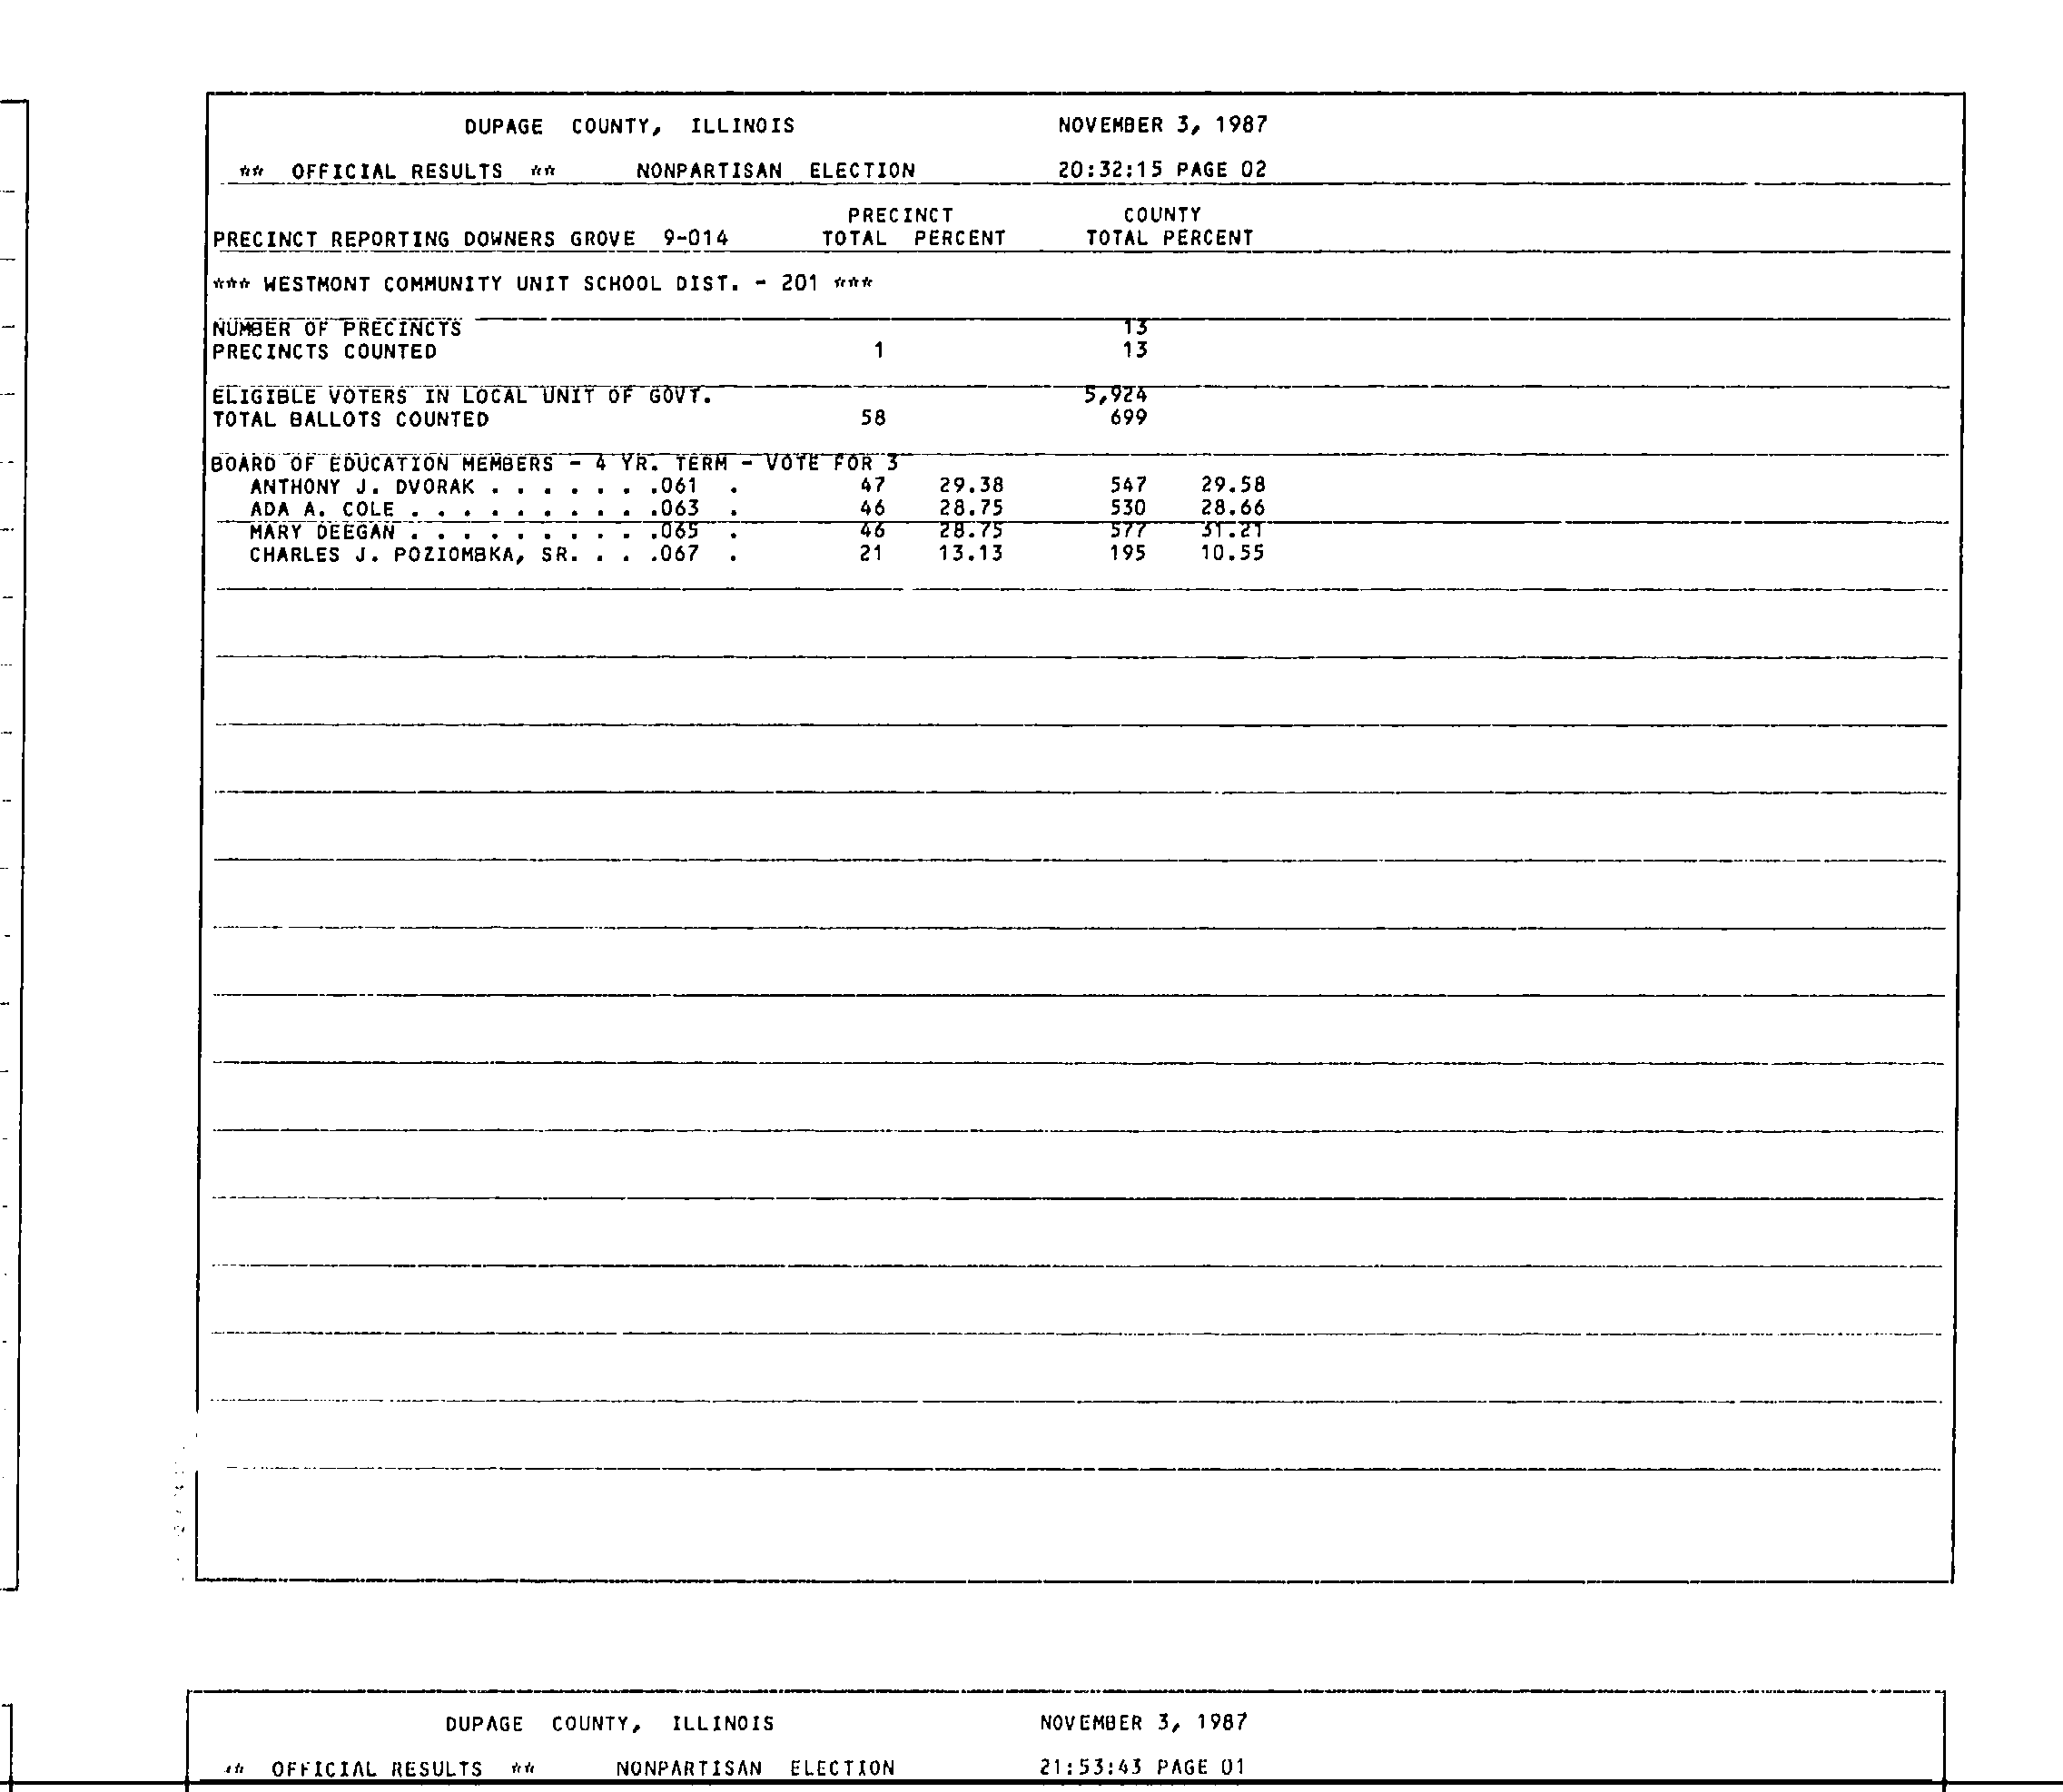 DUPAGE COUNTY, ILLINOIS NOVEMBER 3, 1987
** OFFICIAL RESULTS ** NONPARTISAN ELECTION 20:32:15 PAGE 02
PRECINCT COUNTY
PRECINCT REPORTING DOWNERS GROVE 9-014 TOTAL PERCENT TOTAL PERCENT
*** WESTMONT COMMUNITY UNIT SCHOOL DIST. - 201 ***
NUMBER OF PRECINCTS 13
PRECINCTS COUNTED 1 13
ELIGIBLE VOTERS IN LOCAL UNIT OF GOVT. 5,924
TOTAL BALLOTS COUNTED 58 699
BOARD OF EDUCATION MEMBERS - 4 YR. TERM - VOTE FOR 3
ANTHONY J. DVORAK . . . . . . .061 . 47 29.38 547 29.58
ADA A. COLE . . . . . . . . . .063 . 46 28.75 530 28.66
MARY DEEGAN . . . . . . . . . .065 . 46 28.75 577 31.21
CHARLES J. POZIOMBKA, SR. . . .067 . 21 13.13 195 10.55
DUPAGE COUNTY, ILLINOIS NOVEMBER 3, 1987
** OFFICIAL RESULTS ** NONPARTISAN ELECTION 21:53:43 PAGE 01